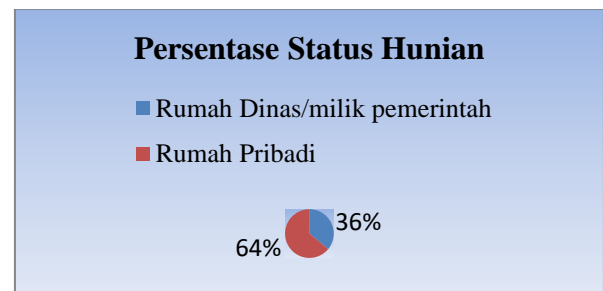 Persentase Status Hunian
Rumah Dinas/milik pemerintah
Rumah Pribadi
36%
64%